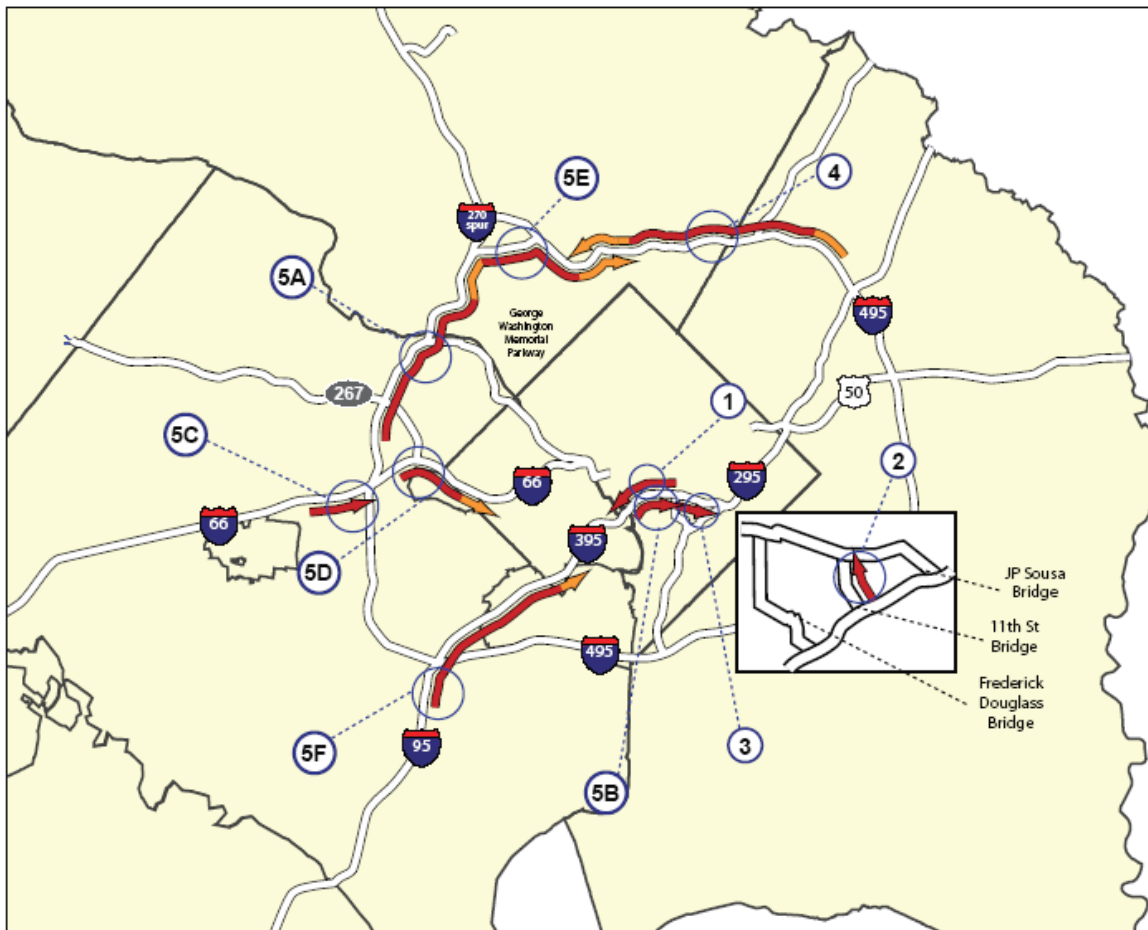 5E
4
270
spur
5A
George
Washington
Memorial
Parkway
495
267
50
1
5C
2
66
295
66
395
5D
JP Sousa
Bridge
11th St
Bridge
495
Frederick
Douglass
Bridge
5F
95
3
5B